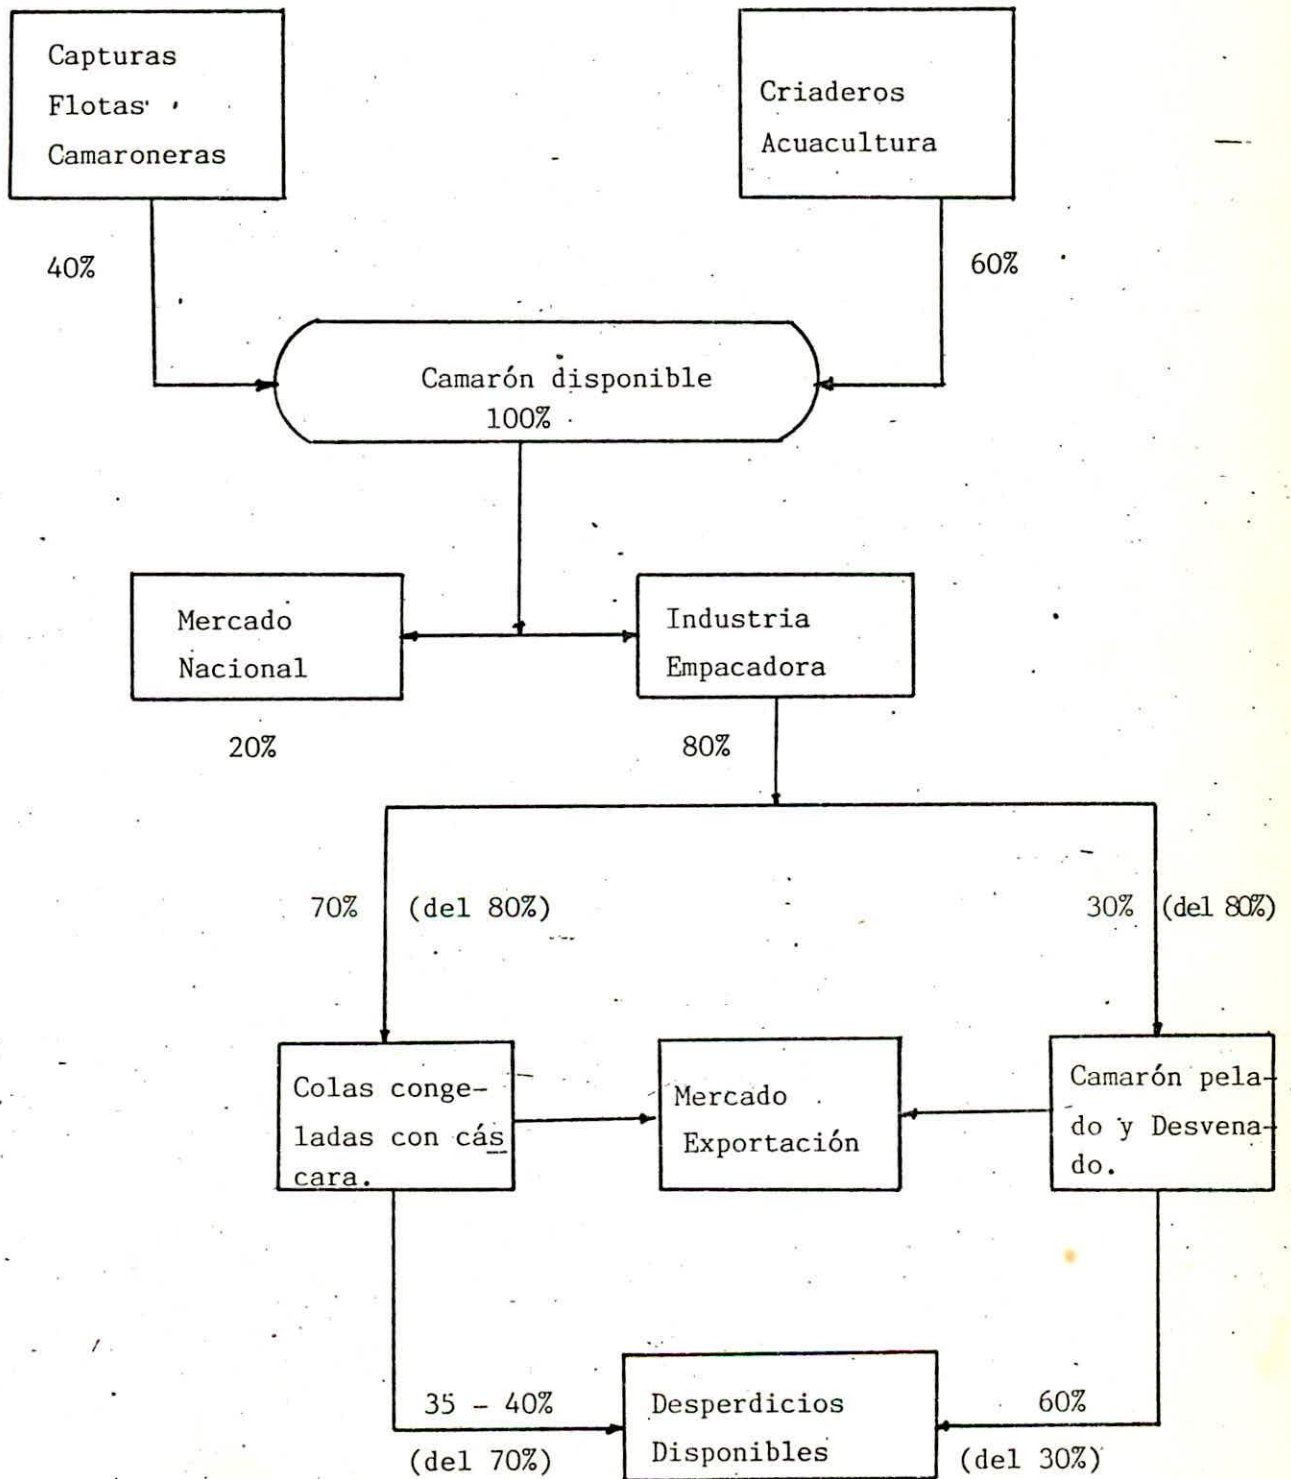 Capturas
Flotas
Camaroneras
Criaderos
Acuacultura
40%
60%
Camarón disponible
100%
Mercado
Nacional
Industria
Empacadora
20%
80%
70% (del 80%)
30% (del 80%)
Colas conge-
ladas con cás
cara.
Mercado
Exportación
Camarón pela-
do y Desvena-
do.
35 - 40%
(del 70%)
Desperdicios
Disponibles
60%
(del 30%)